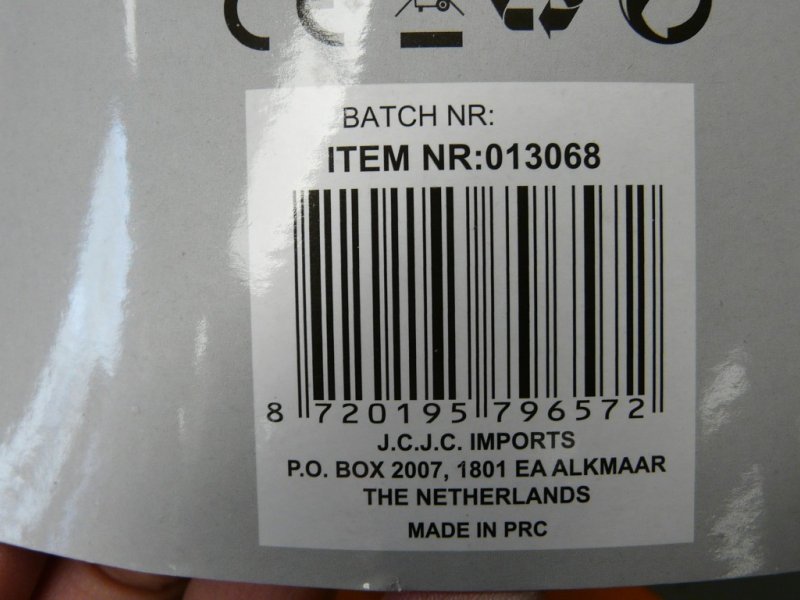 CE
BATCH NR:
ITEM NR:013068
8 720195 796572
J.C.J.C. IMPORTS
P.O. BOX 2007, 1801 EA ALKMAAR
THE NETHERLANDS
MADE IN PRC